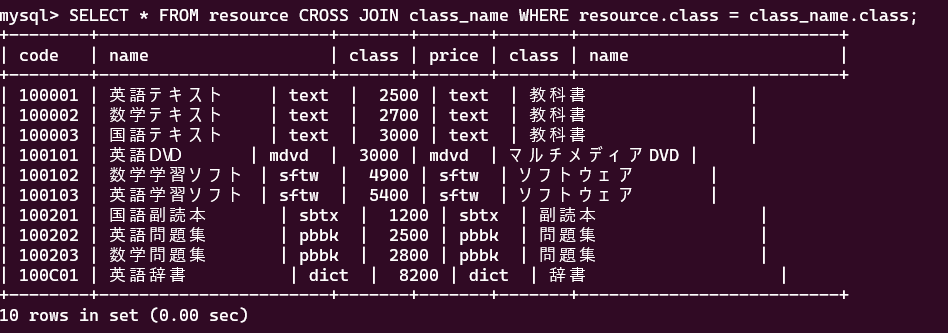 mysql> SELECT * FROM resource CROSS JOIN class_name WHERE resource.class = class_name.class;
+--------+------------------------+-------+-------+-------+---------------------------+
| code   | name                   | class | price | class | name                      |
+--------+------------------------+-------+-------+-------+---------------------------+
| 100001 | 英語テキスト     | text  |  2500 | text  | 教科書                 |
| 100002 | 数学テキスト     | text  |  2700 | text  | 教科書                 |
| 100003 | 国語テキスト     | text  |  3000 | text  | 教科書                 |
| 100101 | 英語DVD        | mdvd  |  3000 | mdvd  | マルチメディアDVD |
| 100102 | 数学学習ソフト  | sftw  |  4900 | sftw  | ソフトウェア        |
| 100103 | 英語学習ソフト  | sftw  |  5400 | sftw  | ソフトウェア        |
| 100201 | 国語副読本        | sbtx  |  1200 | sbtx  | 副読本                 |
| 100202 | 英語問題集        | pbbk  |  2500 | pbbk  | 問題集                 |
| 100203 | 数学問題集        | pbbk  |  2800 | pbbk  | 問題集                 |
| 100C01 | 英語辞書           | dict  |  8200 | dict  | 辞書                    |
+--------+------------------------+-------+-------+-------+---------------------------+
10 rows in set (0.00 sec)